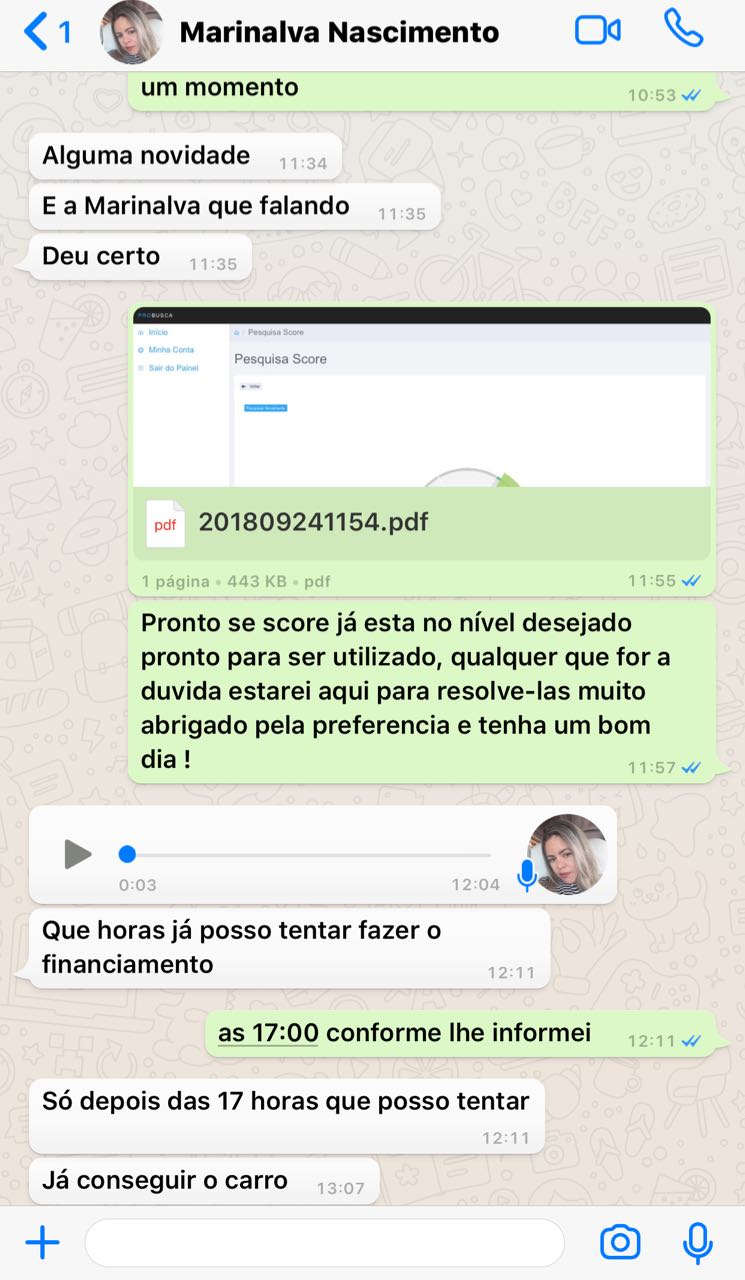 1
Marinalva Nascimento
um momento
10:53
Alguma novidade
11:34
E a Marinalva que falando
11:35
Deu certo
11:35
PROBUSCA
Início
Minha Conta
Sair do Painel
Pesquisa Score
Pesquisa Score
pdf
201809241154.pdf
1 página • 443 KB • pdf
11:55
Pronto se score já esta no nível desejado
pronto para ser utilizado, qualquer que for a
duvida estarei aqui para resolve-las muito
abrigado pela preferencia e tenha um bom
dia !
11:57
0:03
12:04
Que horas já posso tentar fazer o
financiamento
12:11
as 17:00 conforme lhe informei
12:11
Só depois das 17 horas que posso tentar
12:11
Já conseguir o carro
13:07